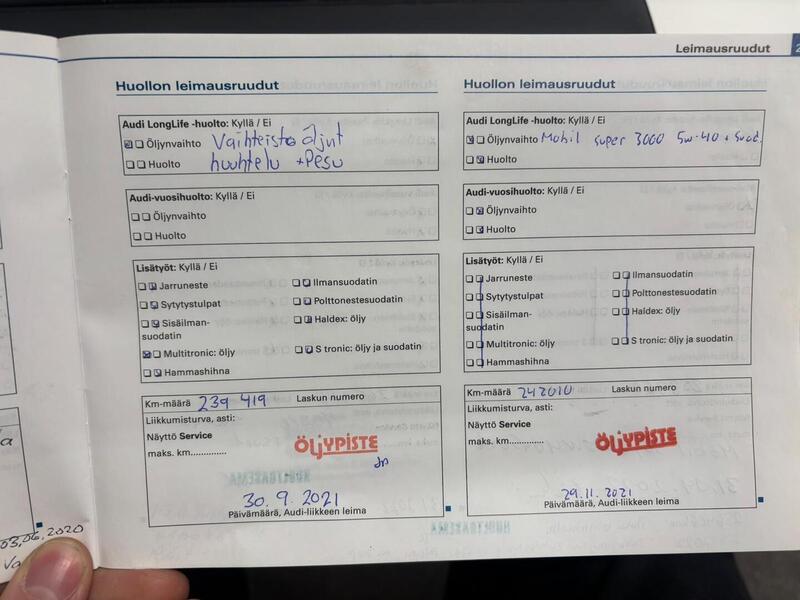 Leimausruudut
2
Huollon leimausruudut
Audi LongLife -huolto: Kyllä / Ei
Öljynvaihto Vaihteisto öljyt
Huolto huuhtelu + Pesu
Audi-vuosihuolto: Kyllä / Ei
Öljynvaihto
Huolto
Lisätyöt: Kyllä / Ei
Jarruneste
Sytytystulpat
Sisäilman-
suodatin
Multitronic: öljy
Hammashihna
Ilmansuodatin
Polttonestesuodatin
Haldex: öljy
S tronic: öljy ja suodatin
Km-määrä 239 419 Laskun numero
Liikkumisturva, asti:
Näyttö Service
maks. km.............
ÖLJYPISTE
30.9.2021
Päivämäärä, Audi-liikkeen leima
Huollon leimausruudut
Audi LongLife -huolto: Kyllä / Ei
Öljynvaihto Mobil super 3000 5w-40 + Suod.
Huolto
Audi-vuosihuolto: Kyllä / Ei
Öljynvaihto
Huolto
Lisätyöt: Kyllä / Ei
Jarruneste
Sytytystulpat
Sisäilman-
suodatin
Multitronic: öljy
Hammashihna
Ilmansuodatin
Polttonestesuodatin
Haldex: öljy
S tronic: öljy ja suodatin
Km-määrä 242010 Laskun numero
Liikkumisturva, asti:
Näyttö Service
maks. km.............
ÖLJYPISTE
29.11.2021
Päivämäärä, Audi-liikkeen leima
03.06.2020
Va